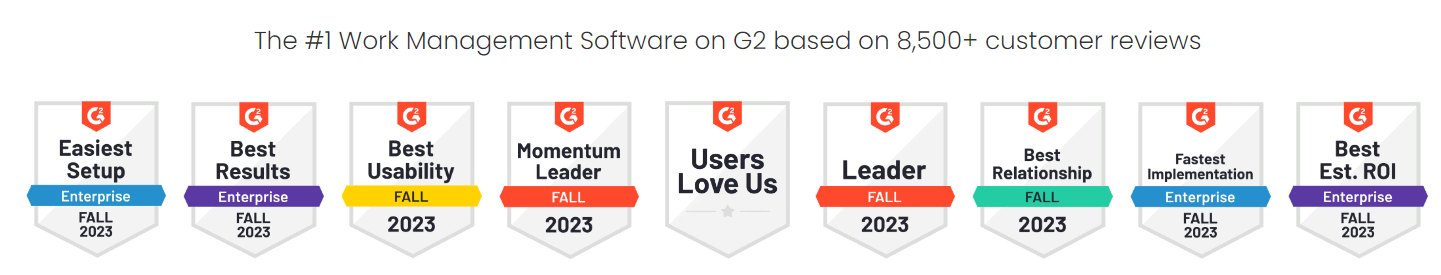 The #1 Work Management Software on G2 based on 8,500+ customer reviews
G2
Easiest
Setup
Enterprise
FALL
2023
G2
Best
Results
Enterprise
FALL
2023
G2
Best
Usability
FALL
2023
G2
Momentum
Leader
FALL
2023
G2
Users
Love Us
G2
Leader
FALL
2023
G2
Best
Relationship
FALL
2023
G2
Fastest
Implementation
Enterprise
FALL
2023
G2
Best
Est. ROI
Enterprise
FALL
2023